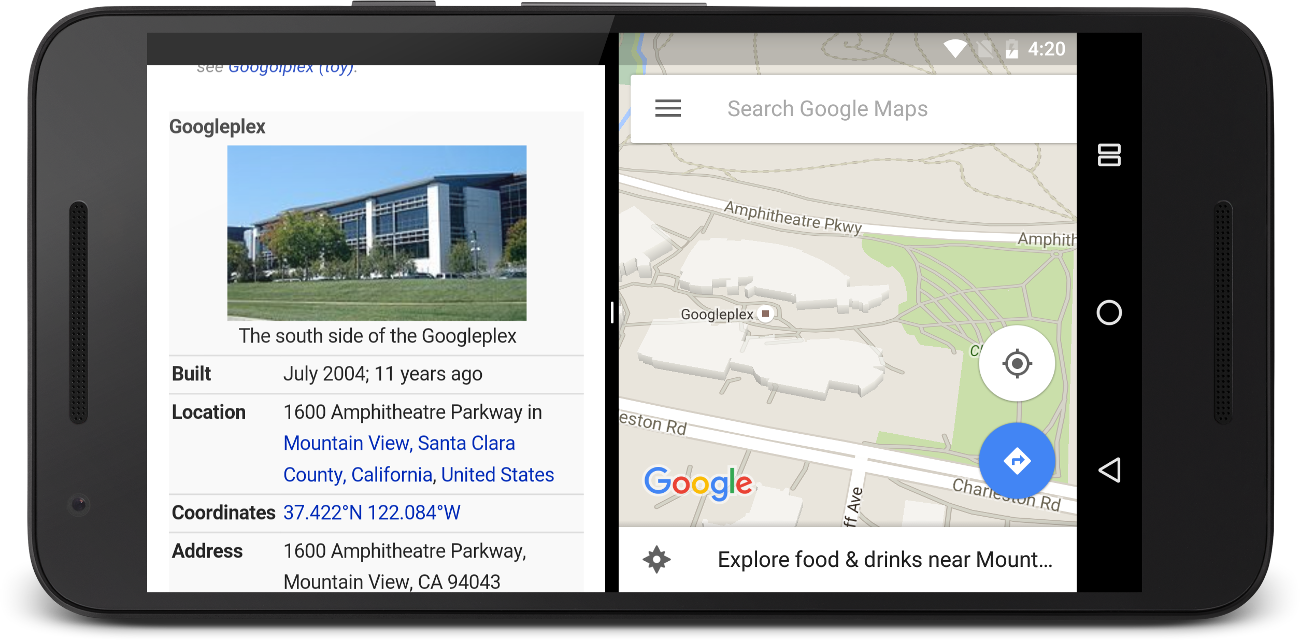 see Googolplex (toy).
Googleplex
The south side of the Googleplex
Built July 2004; 11 years ago
Location 1600 Amphitheatre Parkway in
Mountain View, Santa Clara
County, California, United States
Coordinates 37.422°N 122.084°W
Address 1600 Amphitheatre Parkway,
Mountain View, CA 94043
4:20
Search Google Maps
Amphitheatre Pkwy
Amphith
Googleplex
eston Rd
Google
Charleston Rd
ff Ave
Explore food & drinks near Mount...